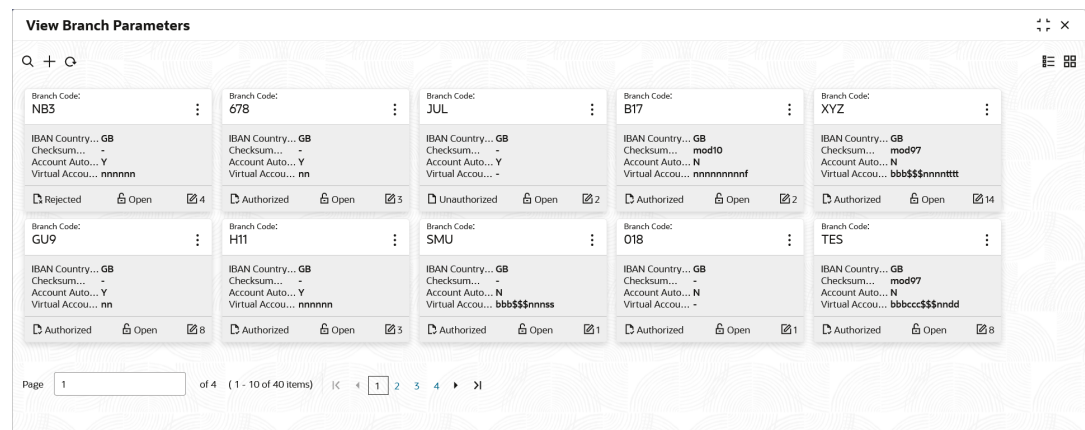 View Branch Parameters
Branch Code:
NB3
IBAN Country... GB
Checksum... -
Account Auto... Y
Virtual Accou... nnnnnn
Rejected Open 4
Branch Code:
678
IBAN Country... GB
Checksum... -
Account Auto... Y
Virtual Accou... nn
Authorized Open 3
Branch Code:
JUL
IBAN Country... GB
Checksum... -
Account Auto... Y
Virtual Accou... -
Unauthorized Open 2
Branch Code:
B17
IBAN Country... GB
Checksum... mod10
Account Auto... N
Virtual Accou... nnnnnnnnnf
Authorized Open 2
Branch Code:
XYZ
IBAN Country... GB
Checksum... mod97
Account Auto... N
Virtual Accou... bbb$$$nnnntttt
Authorized Open 14
Branch Code:
GU9
IBAN Country... GB
Checksum... -
Account Auto... Y
Virtual Accou... nn
Authorized Open 8
Branch Code:
H11
IBAN Country... GB
Checksum... -
Account Auto... Y
Virtual Accou... nnnnnn
Authorized Open 3
Branch Code:
SMU
IBAN Country... GB
Checksum... -
Account Auto... N
Virtual Accou... bbb$$$nnnss
Authorized Open 1
Branch Code:
018
IBAN Country... GB
Checksum... -
Account Auto... N
Virtual Accou... -
Authorized Open 1
Branch Code:
TES
IBAN Country... GB
Checksum... mod97
Account Auto... N
Virtual Accou... bbbccc$$$nndd
Authorized Open 8
Page 1 of 4 ( 1 - 10 of 40 items) 1 2 3 4